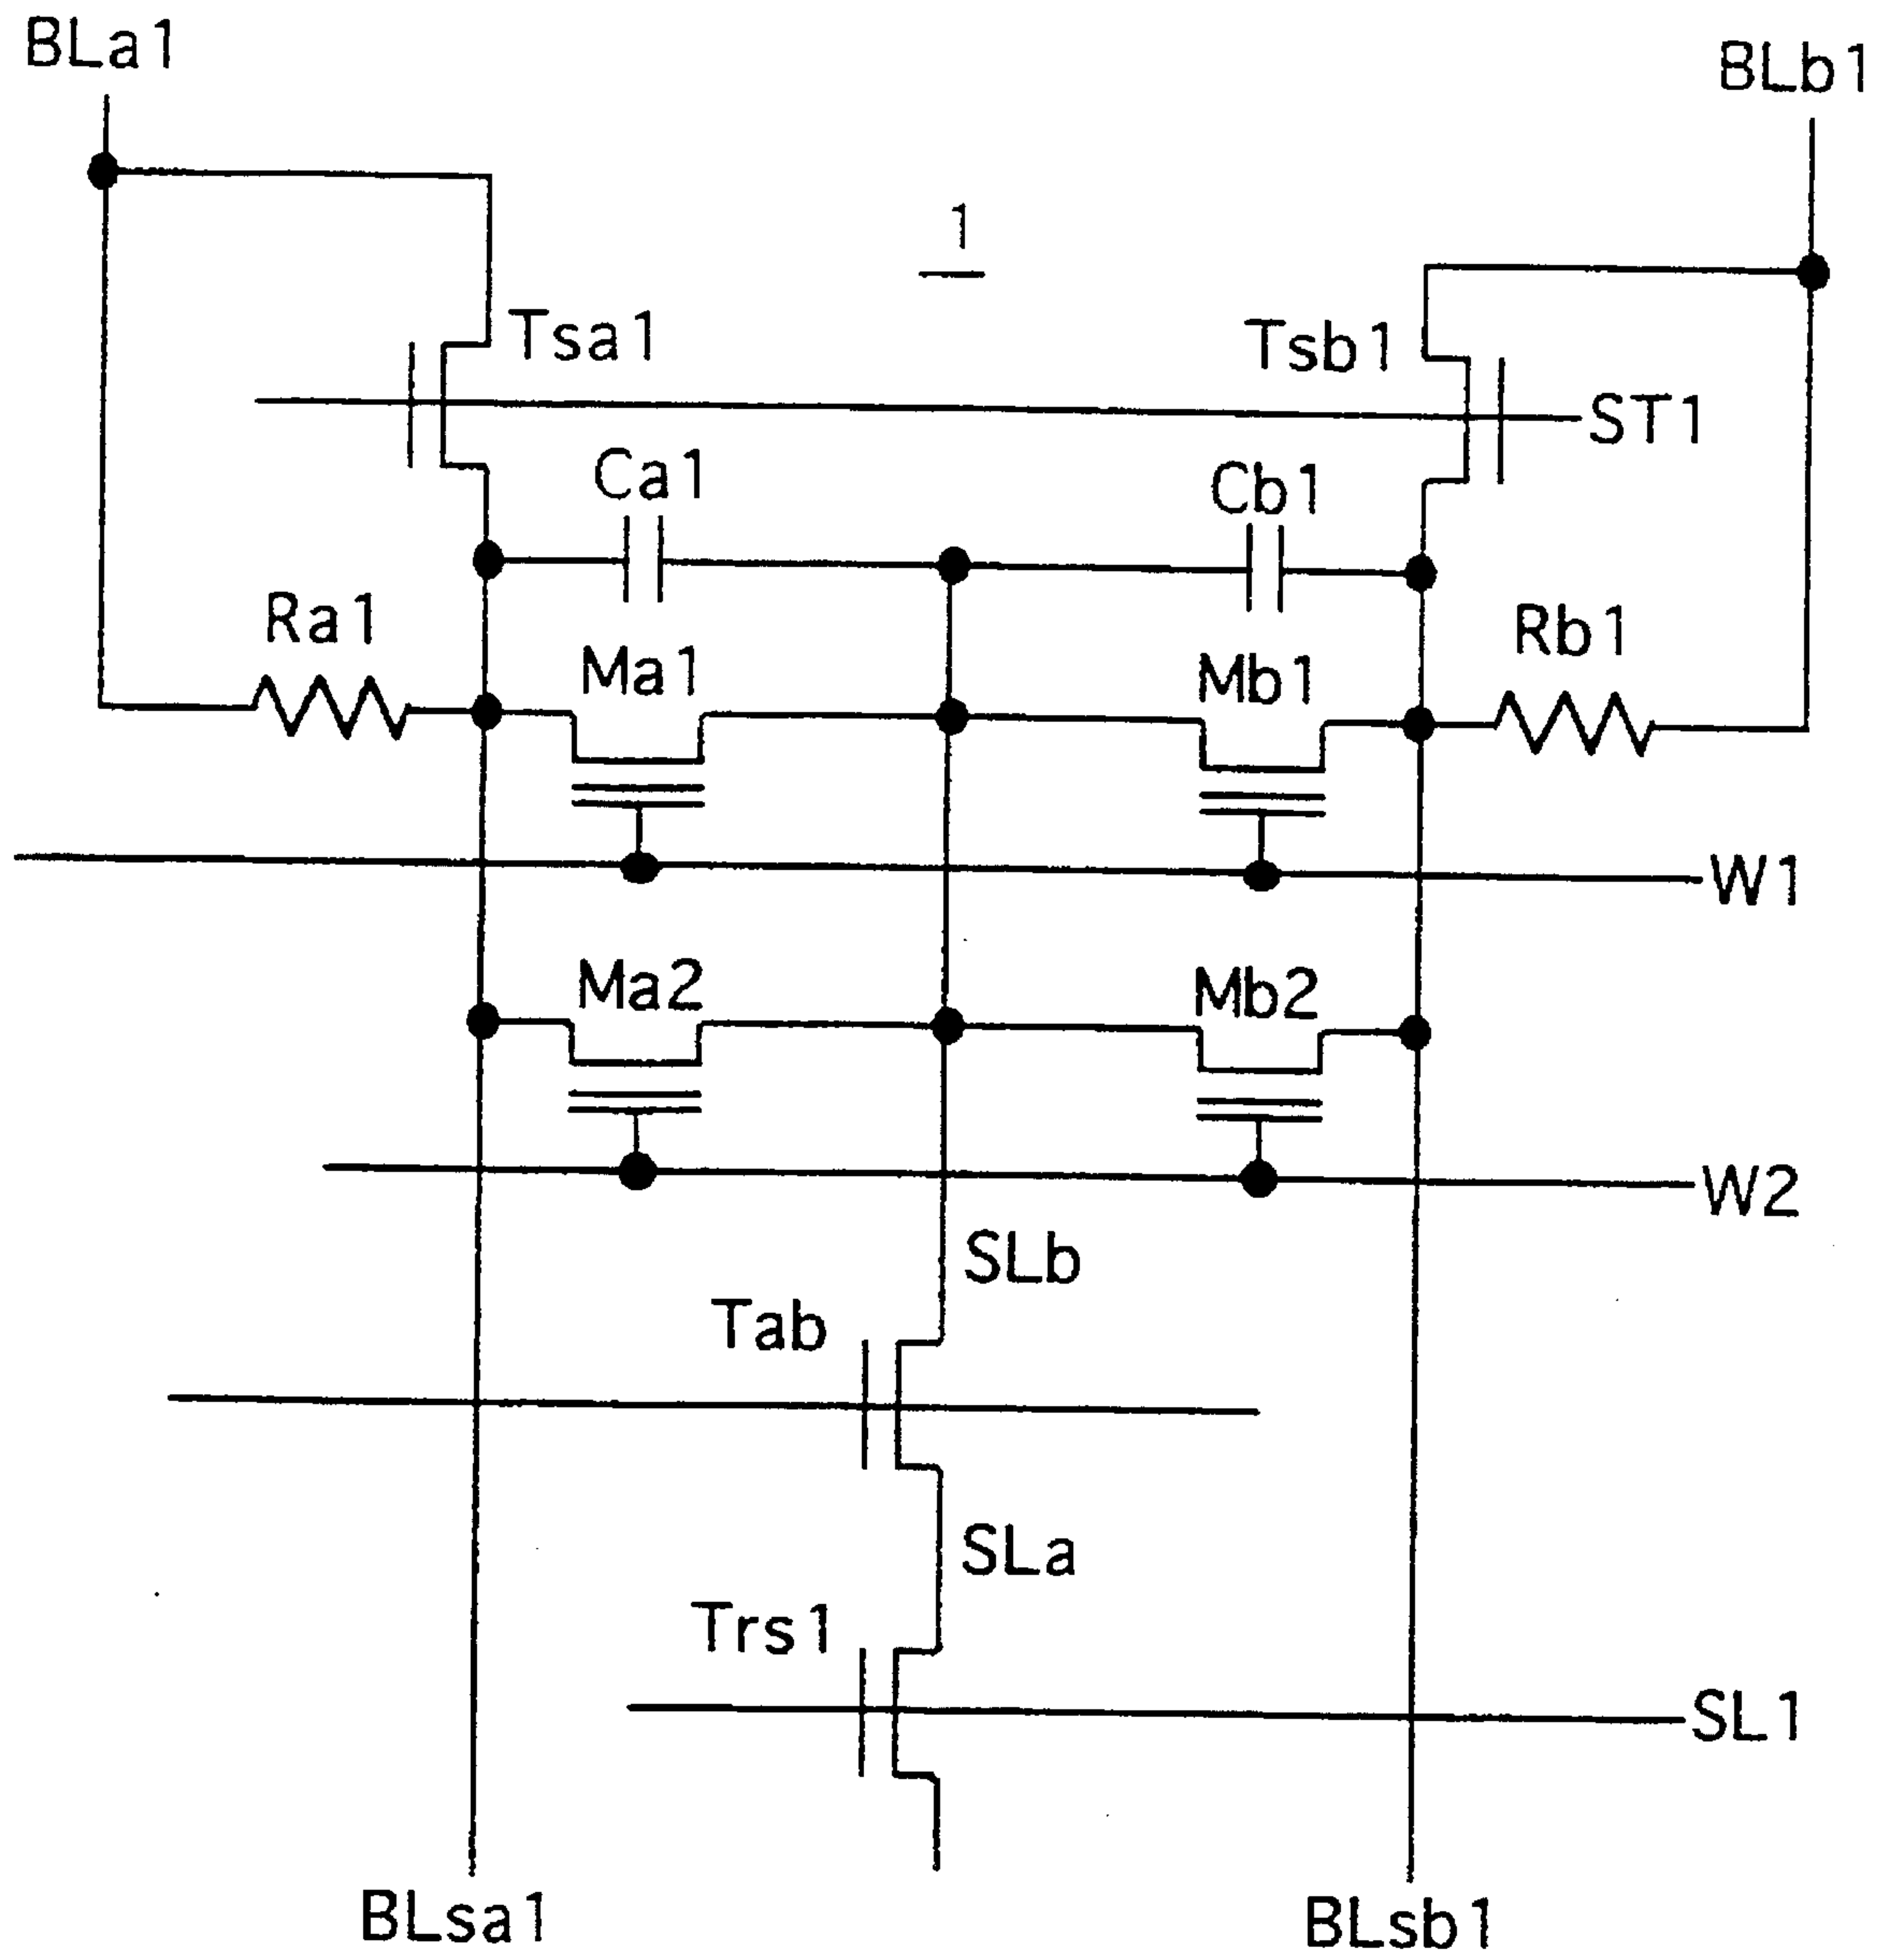 BLa1
BLb1
1
Tsa1
Tsb1
ST1
Ca1
Cb1
Ra1
Rb1
Ma1
Mb1
W1
Ma2
Mb2
W2
SLb
Tab
SLa
Trs1
SL1
BLsa1
BLsb1